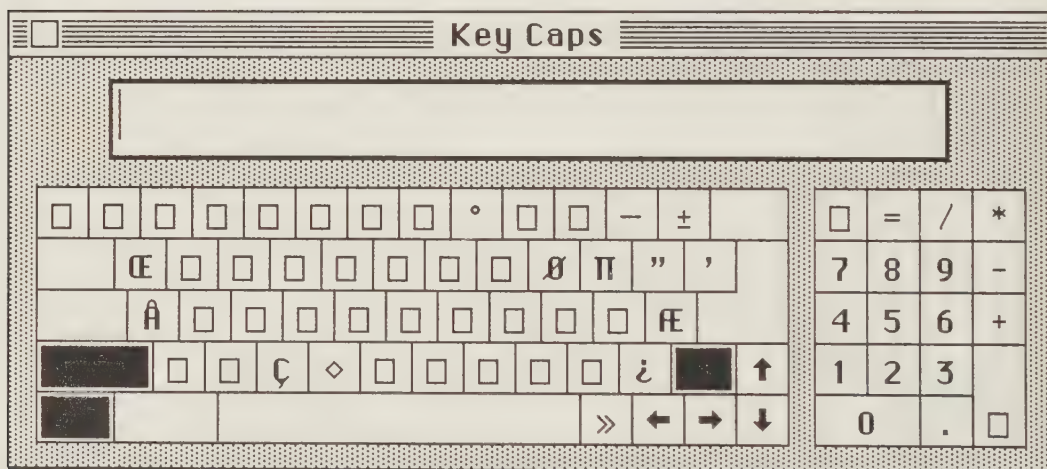 Key Caps
□ □ □ □ □ □ □ □ ° □ □ — ± □ = / *
Œ □ □ □ □ □ □ □ Ø ∏ ” ’ 7 8 9 −
Å □ □ □ □ □ □ □ □ □ Æ 4 5 6 +
□ □ Ç ◇ □ □ □ □ □ ¿ ↑ 1 2 3
» ← → ↓ 0 . □